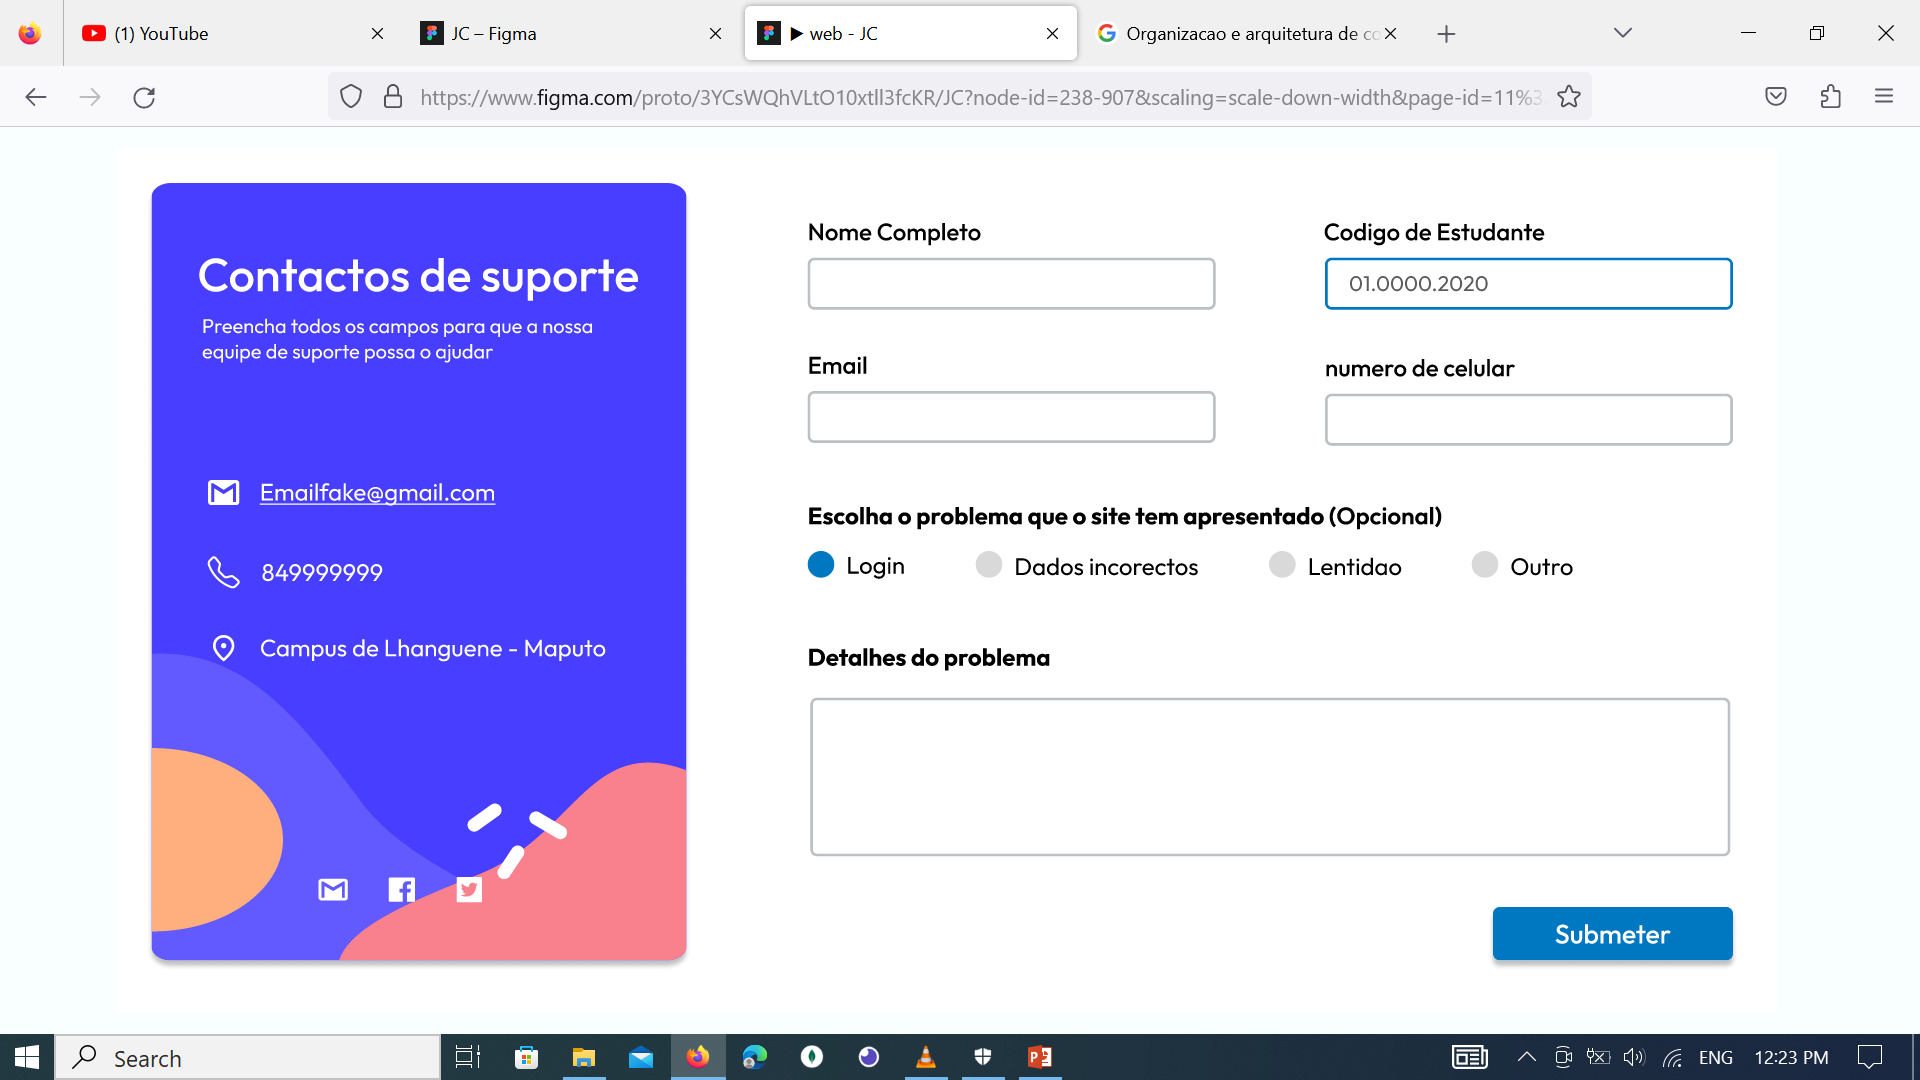 (1) YouTube
JC – Figma
▶ web - JC
Organizacao e arquitetura de co
https://www.figma.com/proto/3YCsWQhVLtO10xtll3fcKR/JC?node-id=238-907&scaling=scale-down-width&page-id=11%3
Contactos de suporte
Preencha todos os campos para que a nossa
equipe de suporte possa o ajudar
Emailfake@gmail.com
849999999
Campus de Lhanguene - Maputo
Nome Completo
Codigo de Estudante
01.0000.2020
Email
numero de celular
Escolha o problema que o site tem apresentado (Opcional)
Login
Dados incorectos
Lentidao
Outro
Detalhes do problema
Submeter
Search
ENG
12:23 PM